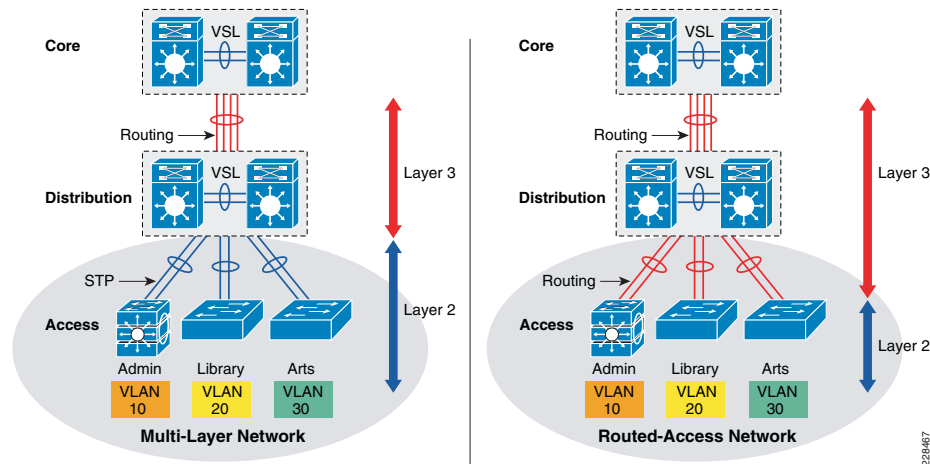 Core
VSL
Routing
Distribution
VSL
Layer 3
STP
Layer 2
Access
Admin
Library
Arts
VLAN
10
VLAN
20
VLAN
30
Multi-Layer Network
Core
VSL
Routing
Distribution
VSL
Layer 3
Routing
Access
Layer 2
Admin
Library
Arts
VLAN
10
VLAN
20
VLAN
30
Routed-Access Network
228467